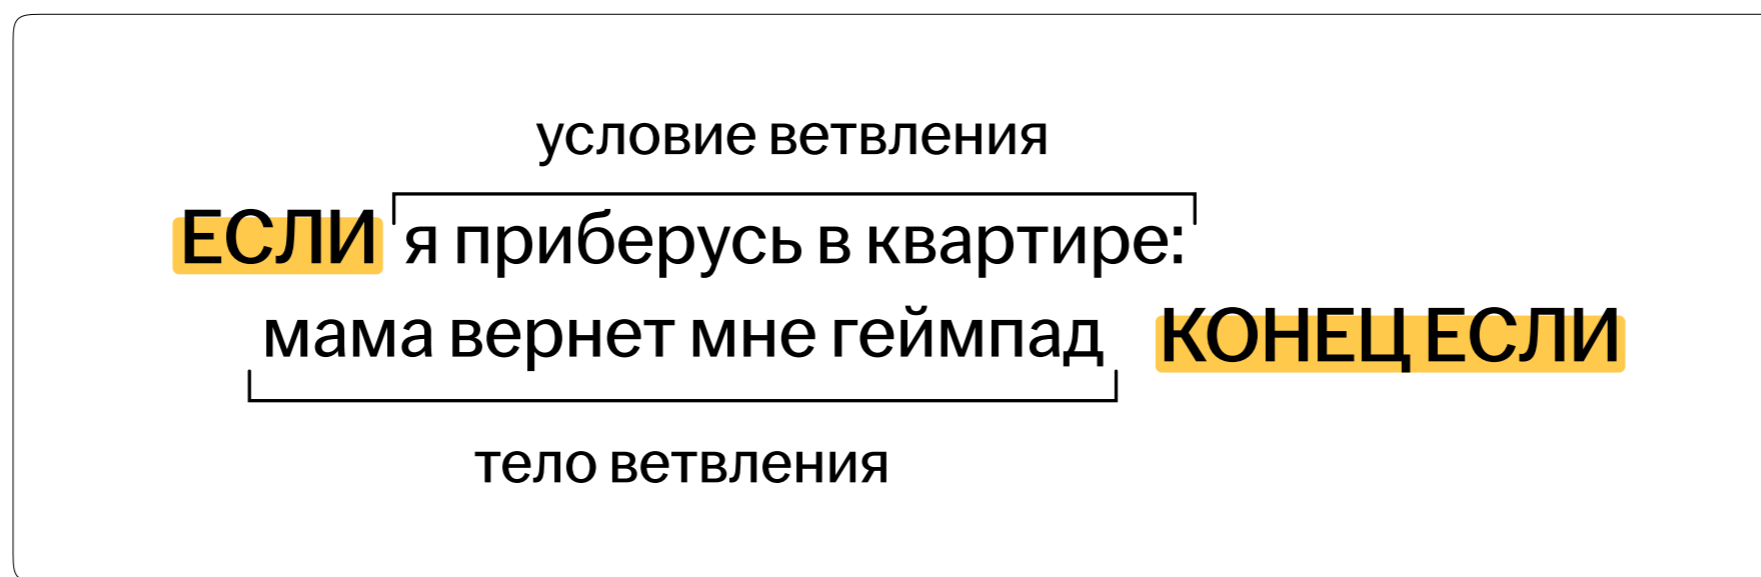 условие ветвления
ЕСЛИ я приберусь в квартире:
мама вернет мне геймпад КОНЕЦ ЕСЛИ
тело ветвления